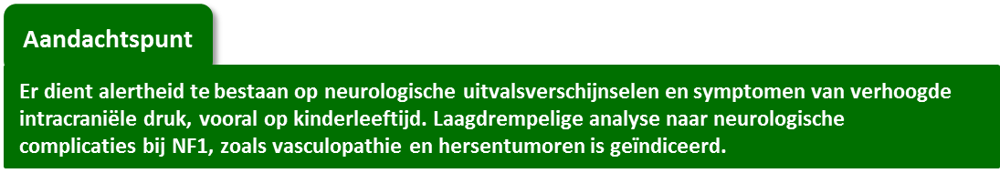 Aandachtspunt
Er dient alertheid te bestaan op neurologische uitvalsverschijnselen en symptomen van verhoogde
intracraniële druk, vooral op kinderleeftijd. Laagdrempelige analyse naar neurologische
complicaties bij NF1, zoals vasculopathie en hersentumoren is geïndiceerd.